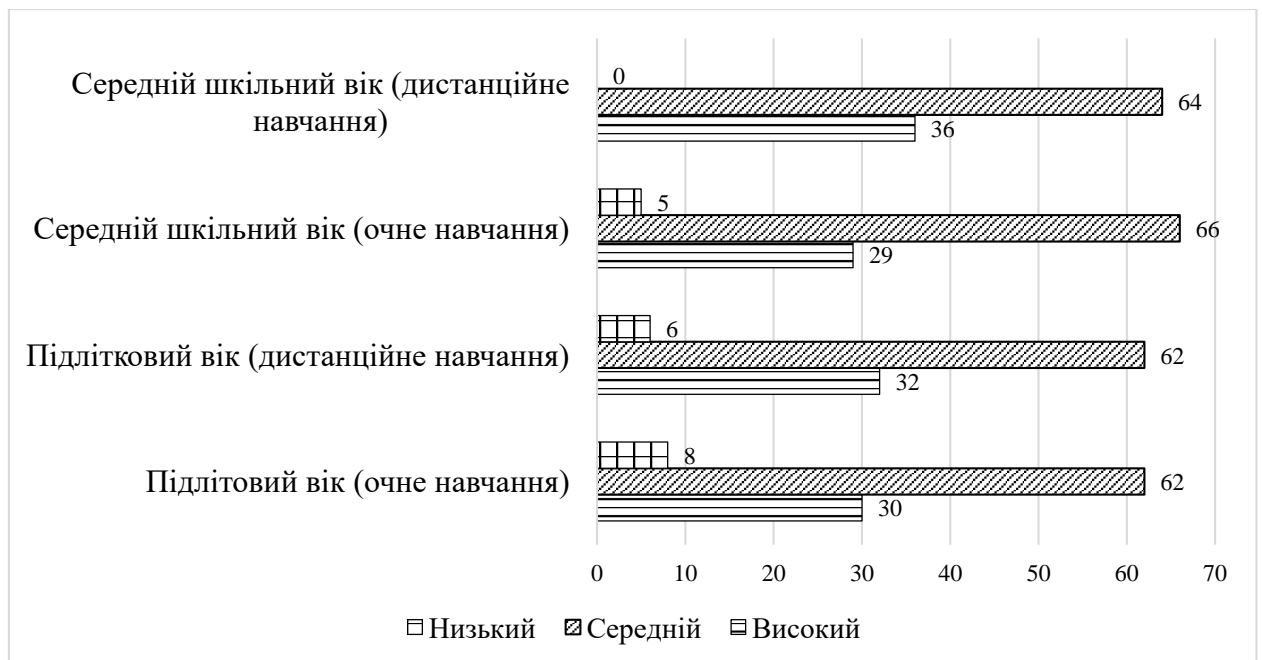 Середній шкільний вік (дистанційне
навчання)
0
64
36
Середній шкільний вік (очне навчання)
5
66
29
Підлітковий вік (дистанційне навчання)
6
62
32
Підлітовий вік (очне навчання)
8
62
30
0 10 20 30 40 50 60 70
Низький Середній Високий